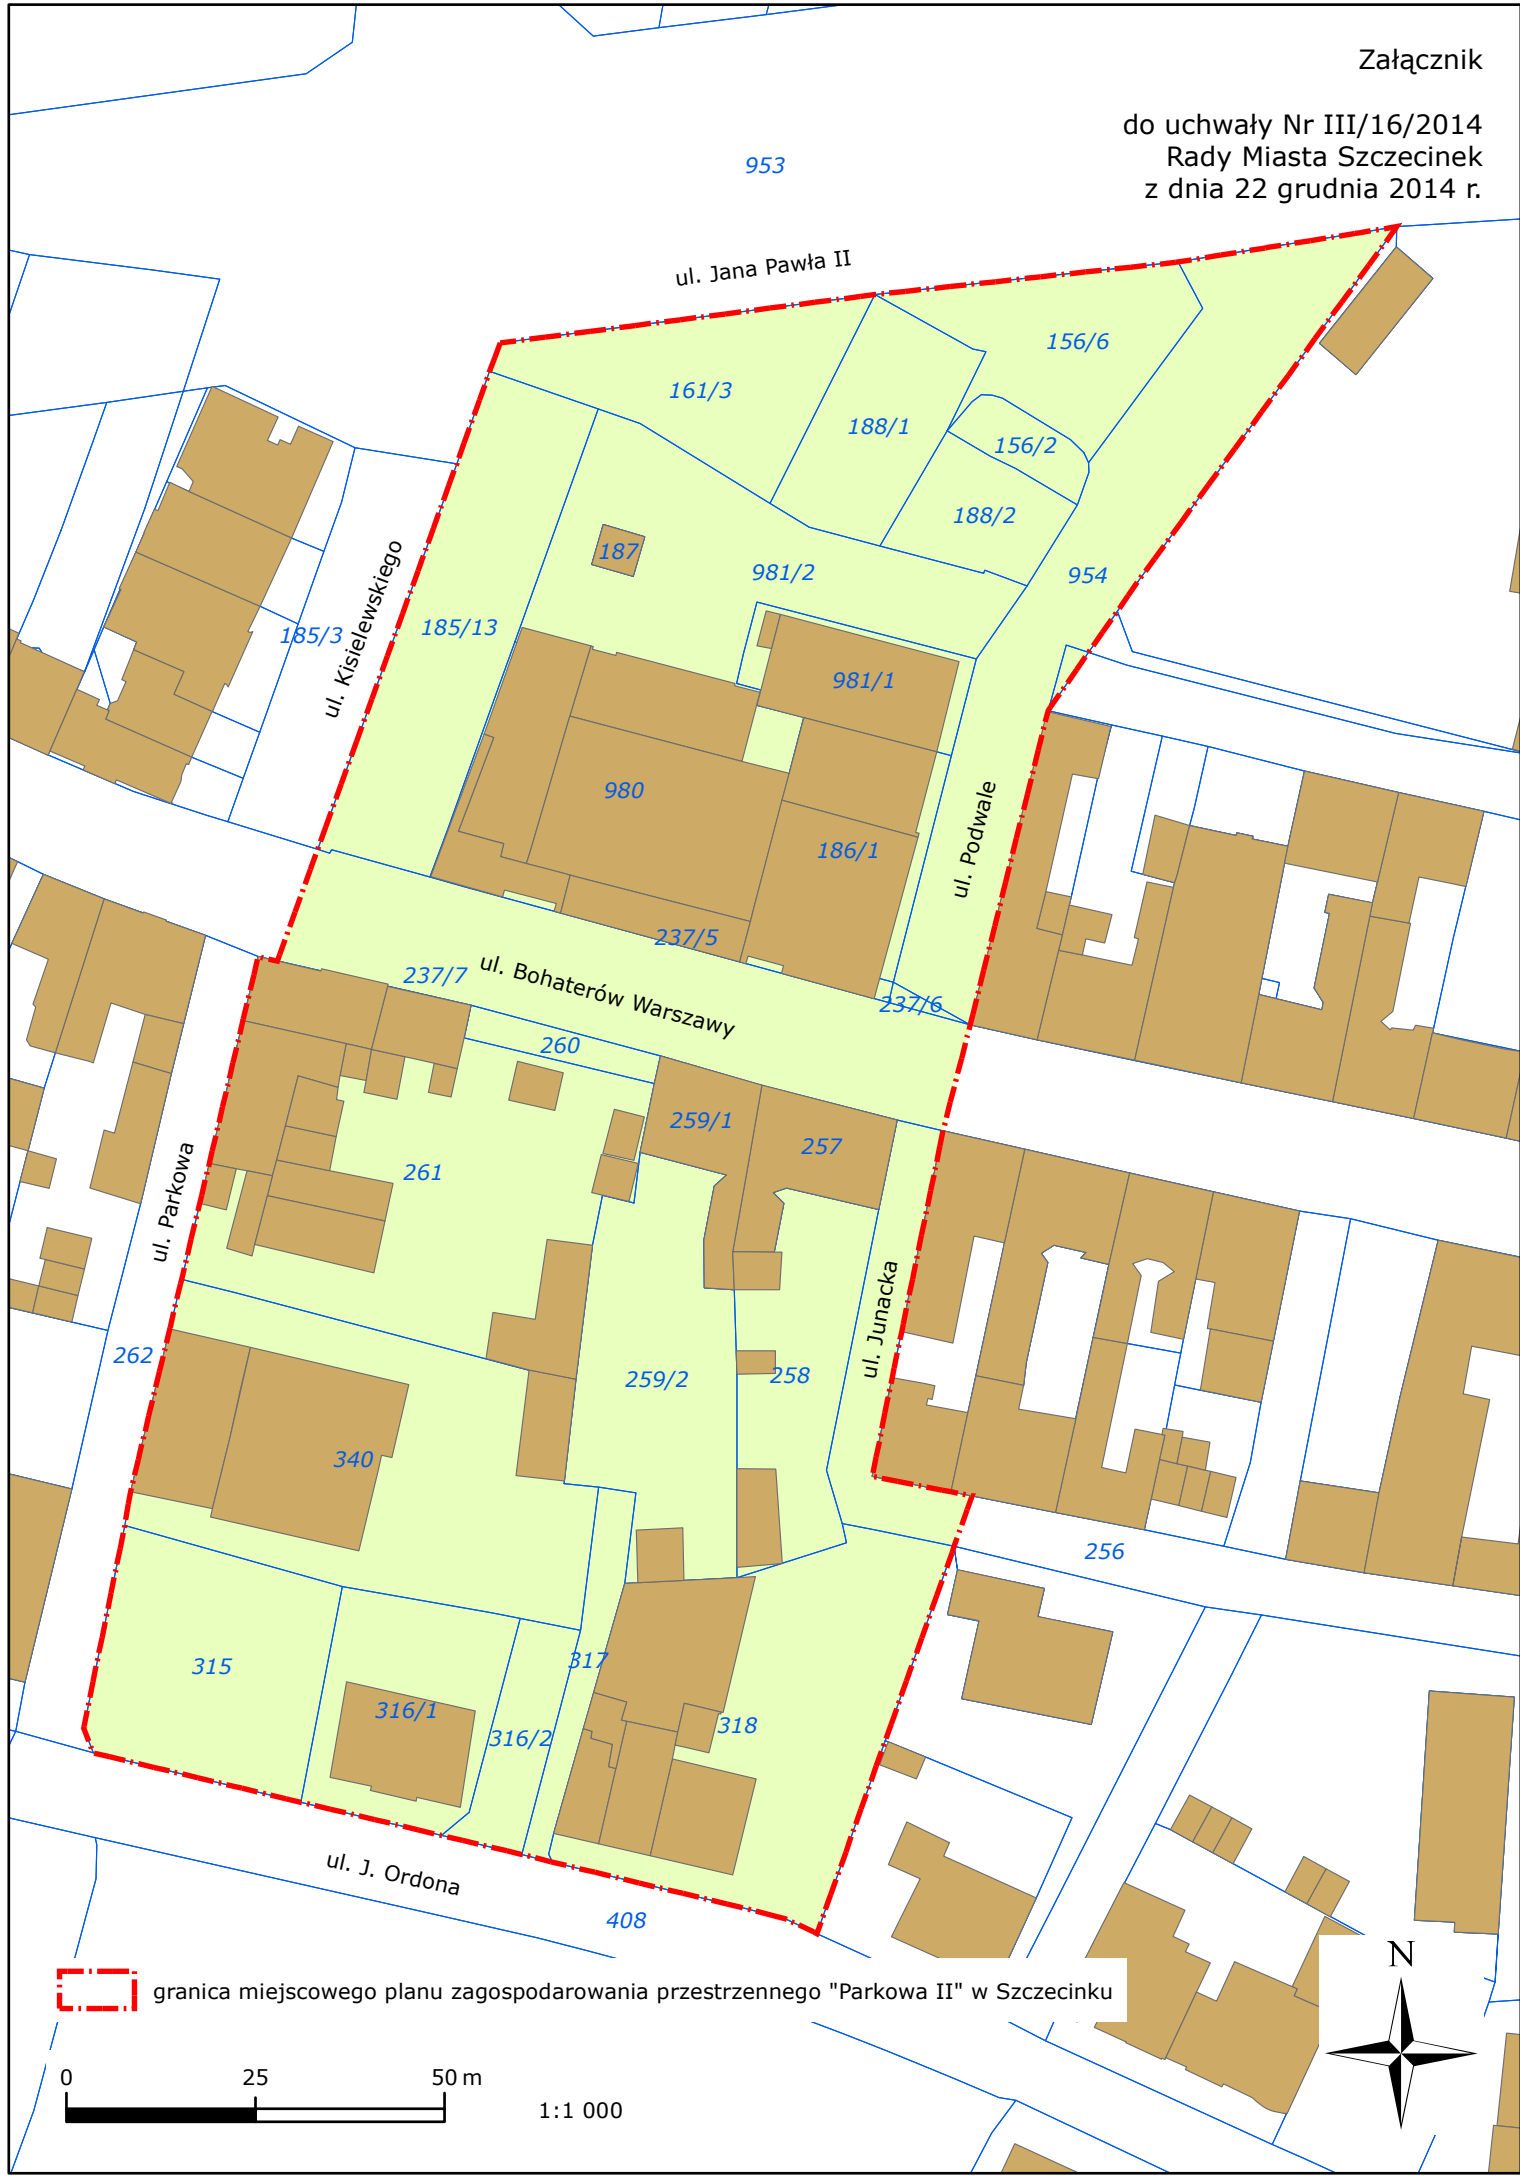 Załącznik
do uchwały Nr III/16/2014
Rady Miasta Szczecinek
z dnia 22 grudnia 2014 r.
953
ul. Jana Pawła II
156/6
161/3
188/1
156/2
188/2
187
981/2
954
ul. Kisielewskiego
185/3
185/13
981/1
980
186/1
ul. Podwale
237/5
237/7
ul. Bohaterów Warszawy
237/6
260
259/1
257
261
ul. Parkowa
ul. Junacka
262
259/2
258
340
256
315
317
316/1
316/2
318
ul. J. Ordona
408
N
granica miejscowego planu zagospodarowania przestrzennego "Parkowa II" w Szczecinku
0 25 50 m
1:1 000